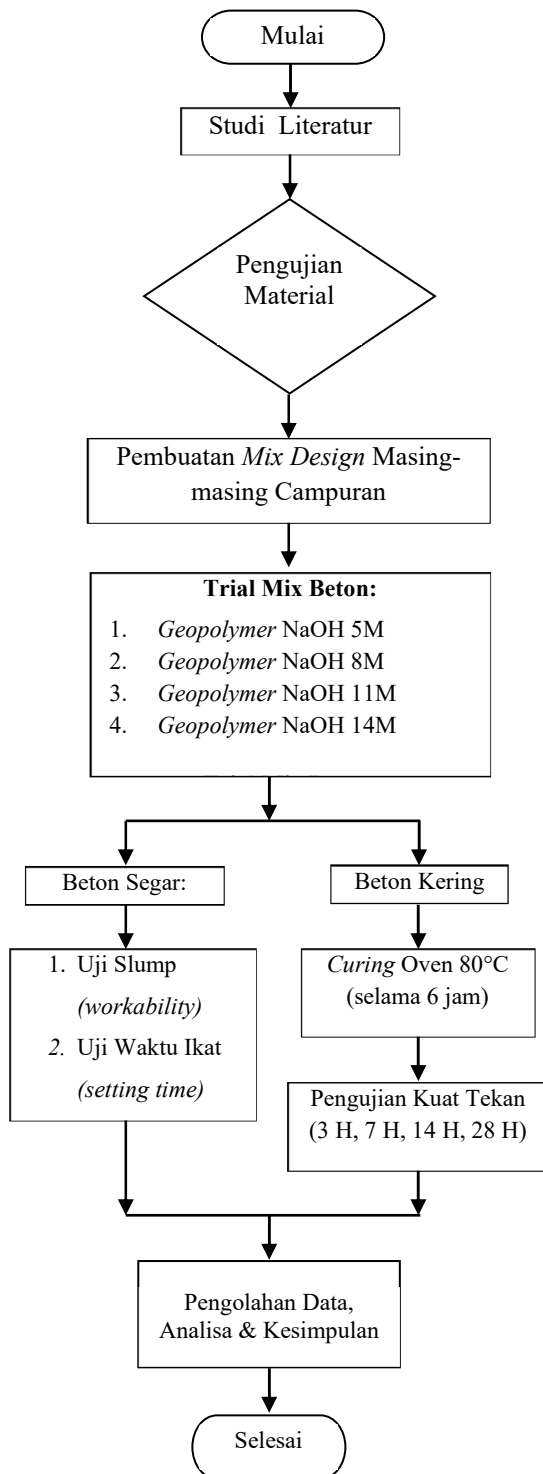 Mulai
Studi Literatur
Pengujian
Material
Pembuatan Mix Design Masing-
masing Campuran
Trial Mix Beton:
1. Geopolymer NaOH 5M
2. Geopolymer NaOH 8M
3. Geopolymer NaOH 11M
4. Geopolymer NaOH 14M
Beton Segar:
1. Uji Slump
(workability)
2. Uji Waktu Ikat
(setting time)
Beton Kering
Curing Oven 80°C
(selama 6 jam)
Pengujian Kuat Tekan
(3 H, 7 H, 14 H, 28 H)
Pengolahan Data,
Analisa & Kesimpulan
Selesai